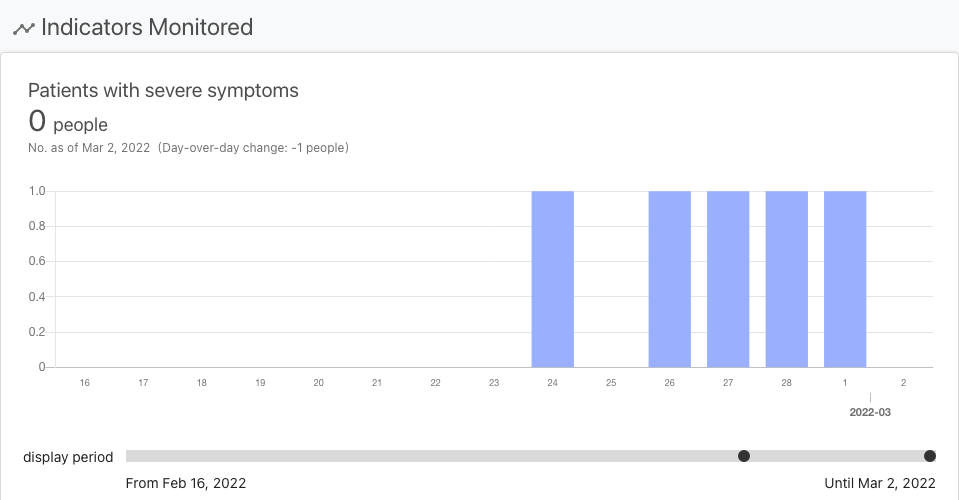 Indicators Monitored
Patients with severe symptoms
0 people
No. as of Mar 2, 2022 (Day-over-day change: -1 people)
1.0
0.8
0.6
0.4
0.2
0
16 17 18 19 20 21 22 23 24 25 26 27 28 1 2
2022-03
display period
From Feb 16, 2022 Until Mar 2, 2022